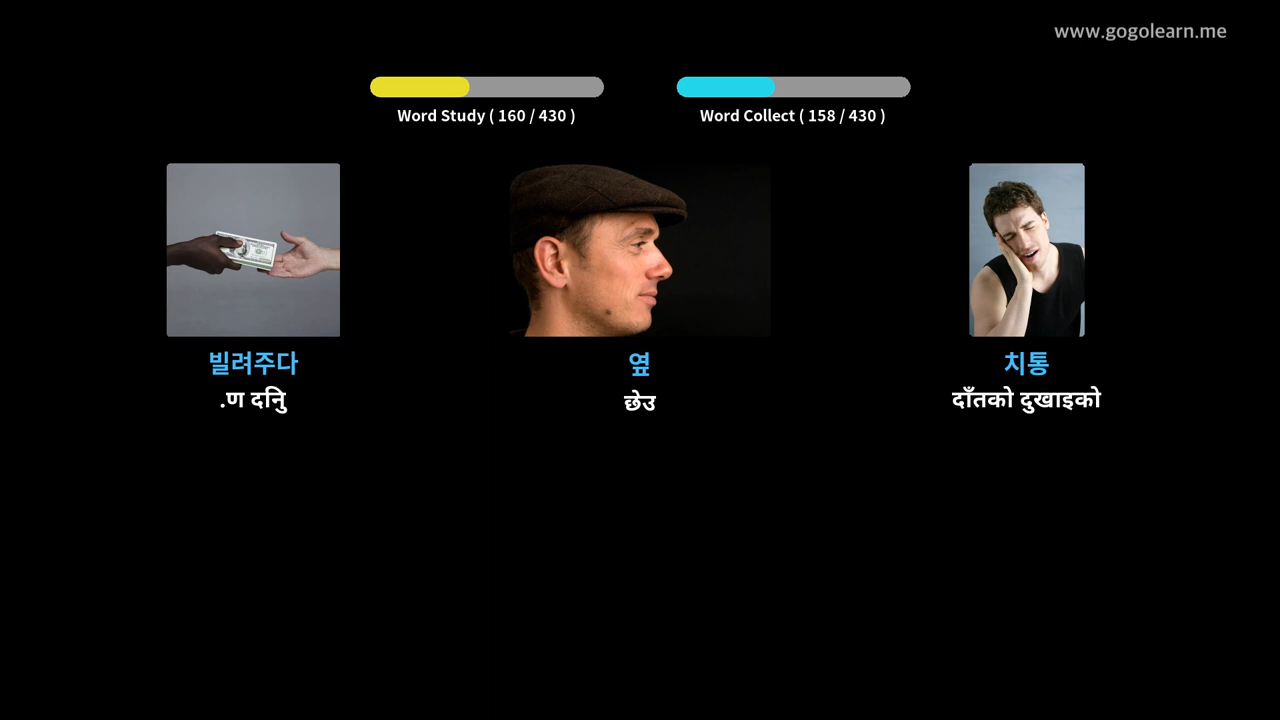 www.gogolearn.me
Word Study ( 160 / 430 )
Word Collect ( 158 / 430 )
빌려주다
옆
치통
.ण दिनु
छेउ
दाँतको दुखाइको